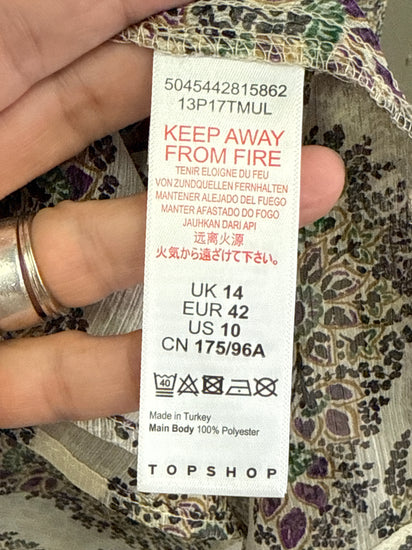 5045442815862
13P17TMUL
KEEP AWAY
FROM FIRE
TENIR ELOIGNE DU FEU
VON ZUNDQUELLEN FERNHALTEN
MANTENER ALEJADO DEL FUEGO
MANTER AFASTADO DO FOGO
JAUHKAN DARI API
远离火源
火気から遠ざけて下さい。
UK 14
EUR 42
US 10
CN 175/96A
40
Made in Turkey
Main Body 100% Polyester
TOPSHOP